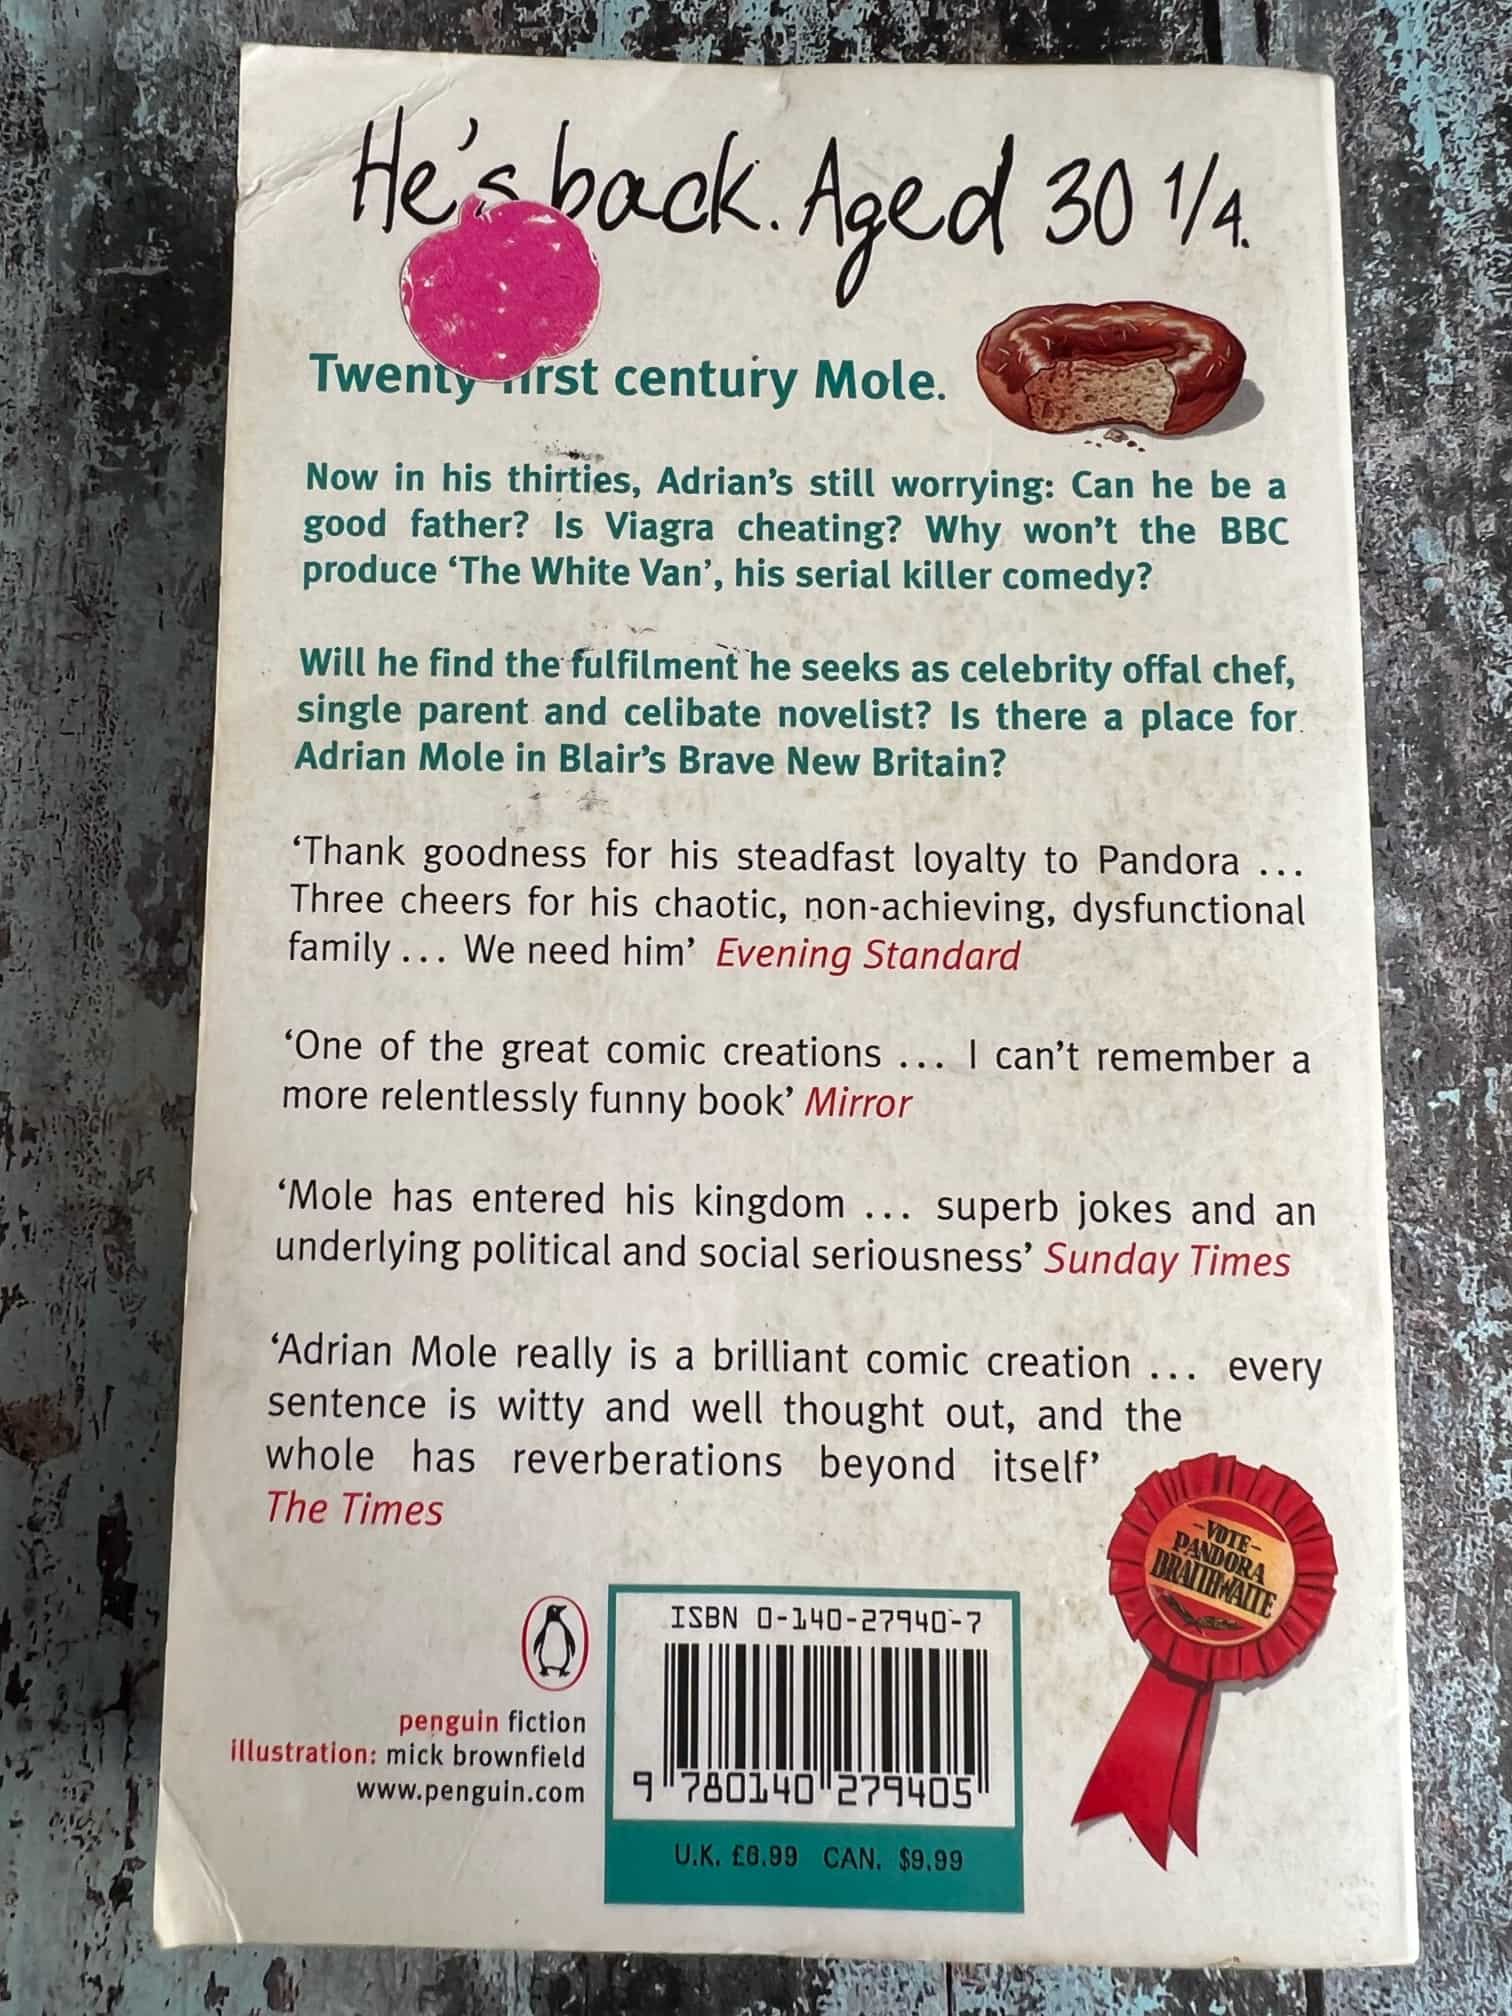 He's back. Aged 30 1/4.
Twenty first century Mole.
Now in his thirties, Adrian's still worrying: Can he be a
good father? Is Viagra cheating? Why won't the BBC
produce ‘The White Van’, his serial killer comedy?
Will he find the fulfilment he seeks as celebrity offal chef,
single parent and celibate novelist? Is there a place for
Adrian Mole in Blair's Brave New Britain?
‘Thank goodness for his steadfast loyalty to Pandora ...
Three cheers for his chaotic, non-achieving, dysfunctional
family ... We need him’ Evening Standard
‘One of the great comic creations ... I can't remember a
more relentlessly funny book’ Mirror
‘Mole has entered his kingdom ... superb jokes and an
underlying political and social seriousness’ Sunday Times
‘Adrian Mole really is a brilliant comic creation ... every
sentence is witty and well thought out, and the
whole has reverberations beyond itself’
The Times
-VOTE-
PANDORA
BRAITHWAITE
penguin fiction
illustration: mick brownfield
www.penguin.com
ISBN 0-140-27940-7
9 780140 279405
U.K. £6.99 CAN. $9.99